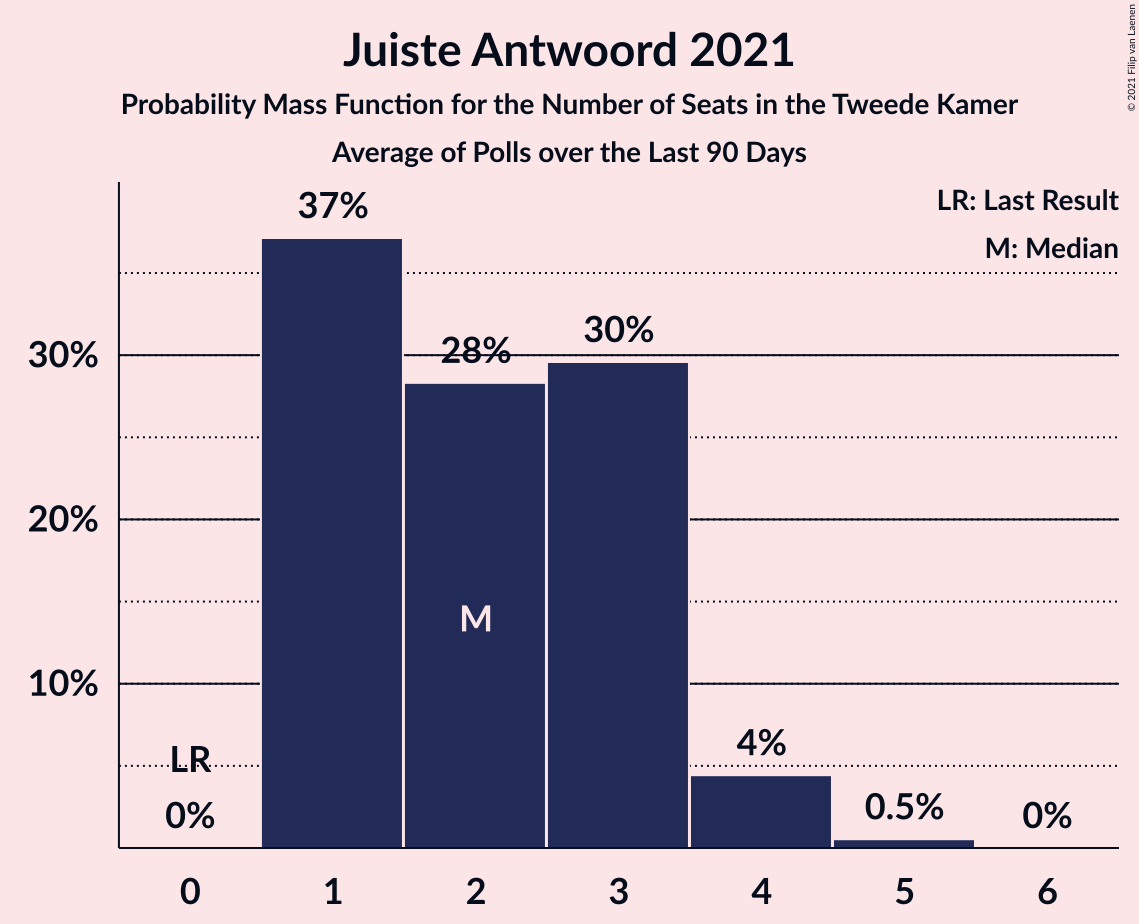 Juiste Antwoord 2021
Probability Mass Function for the Number of Seats in the Tweede Kamer
Average of Polls over the Last 90 Days
© 2021 Filip van Laenen
LR: Last Result
M: Median
37%
28%
30%
4%
0.5%
0%
LR
0%
M
30%
20%
10%
0 1 2 3 4 5 6